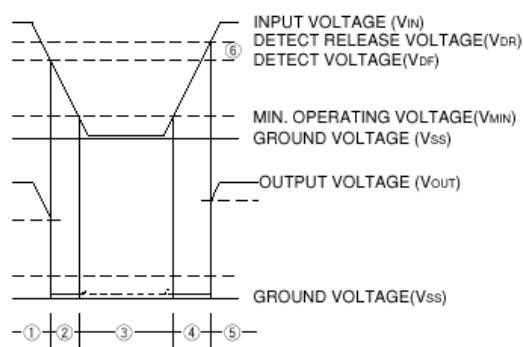 INPUT VOLTAGE (VIN)
DETECT RELEASE VOLTAGE(VDR)
⑥
DETECT VOLTAGE(VDF)
MIN. OPERATING VOLTAGE(VMIN)
GROUND VOLTAGE (VSS)
OUTPUT VOLTAGE (VOUT)
GROUND VOLTAGE(VSS)
① ② ③ ④ ⑤